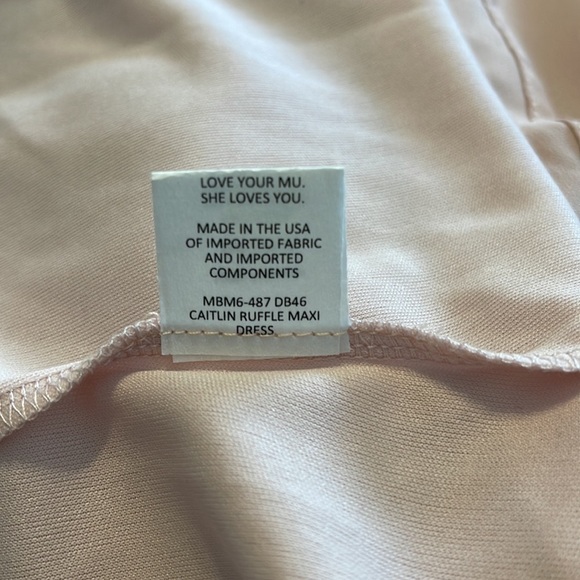 LOVE YOUR MU.
SHE LOVES YOU.
MADE IN THE USA
OF IMPORTED FABRIC
AND IMPORTED
COMPONENTS
MBM6-487 DB46
CAITLIN RUFFLE MAXI
DRESS